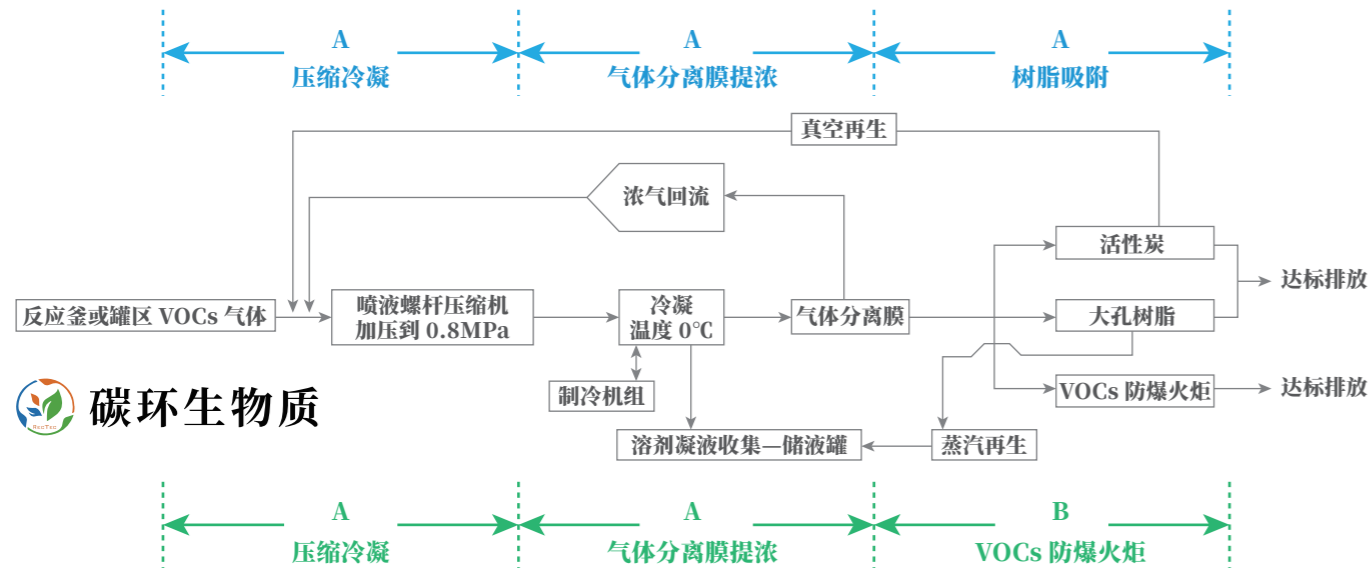 A A A
压缩冷凝 气体分离膜提浓 树脂吸附
真空再生
浓气回流
活性炭
达标排放
反应釜或罐区 VOCs 气体
喷液螺杆压缩机
加压到 0.8MPa
冷凝
温度 0℃
气体分离膜
大孔树脂
制冷机组
VOCs 防爆火炬
达标排放
碳环生物质
RecTec
溶剂凝液收集—储液罐
蒸汽再生
A A B
压缩冷凝 气体分离膜提浓 VOCs 防爆火炬